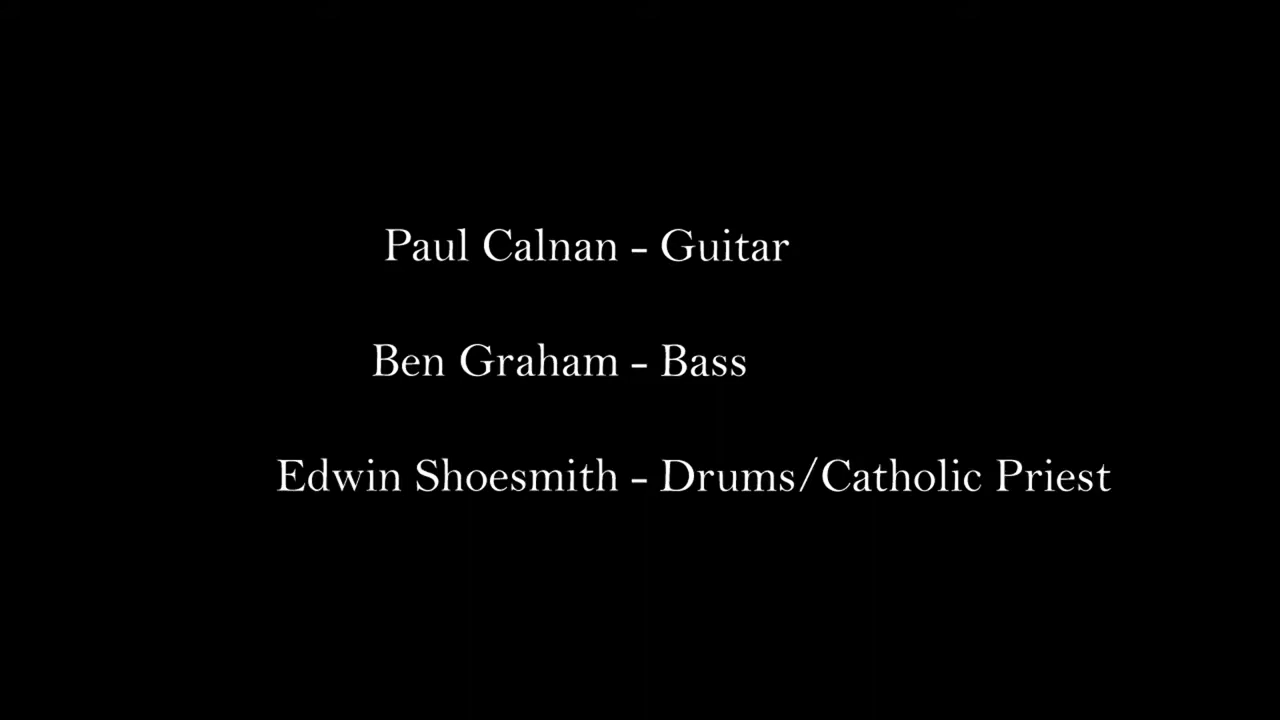 Paul Calnan - Guitar
Ben Graham - Bass
Edwin Shoesmith - Drums/Catholic Priest